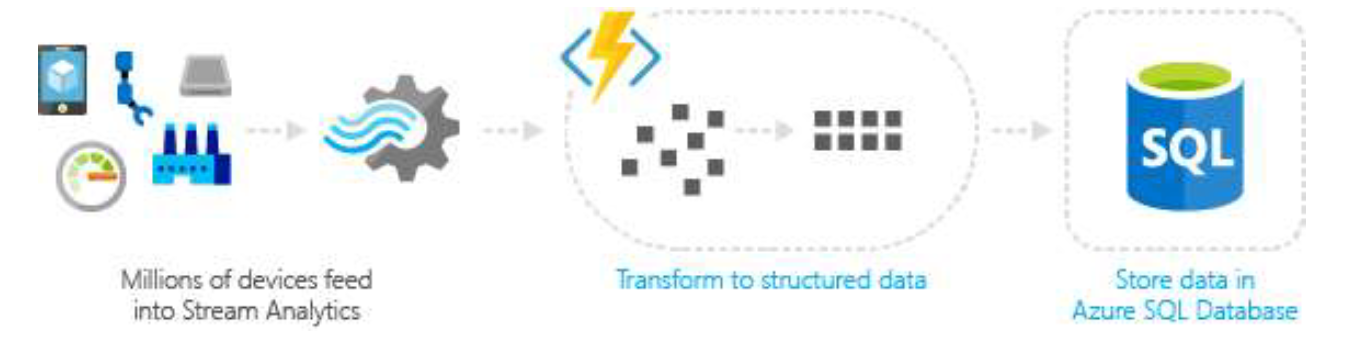 SQL
Millions of devices feed
into Stream Analytics
Transform to structured data
Store data in
Azure SQL Database